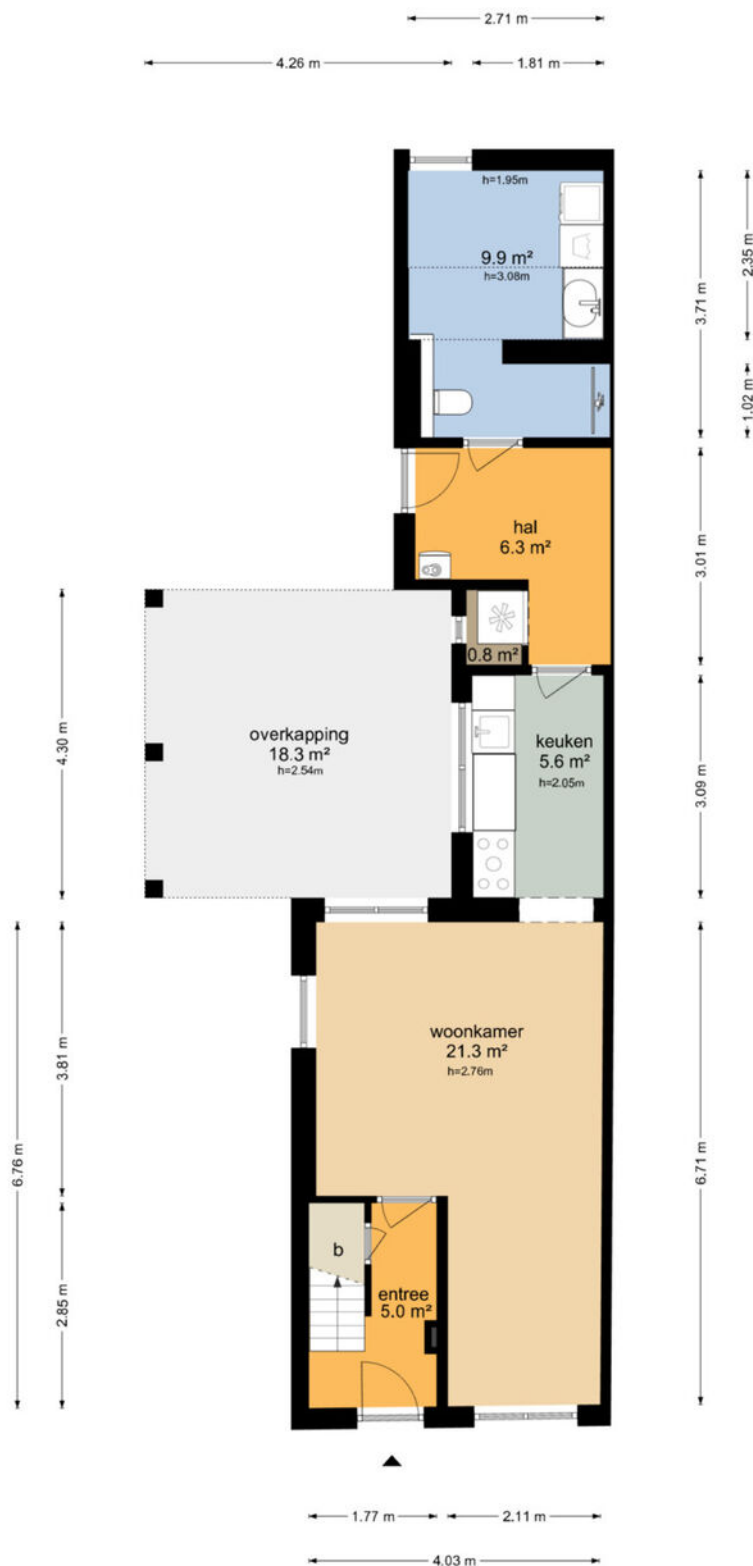 2.71 m
4.26 m
1.81 m
h=1.95m
9.9 m²
h=3.08m
3.71 m
2.35 m
1.02 m
hal
6.3 m²
3.01 m
0.8 m²
overkapping
18.3 m²
h=2.54m
4.30 m
keuken
5.6 m²
h=2.05m
3.09 m
woonkamer
21.3 m²
h=2.76m
3.81 m
6.76 m
6.71 m
b
entree
5.0 m²
2.85 m
1.77 m
2.11 m
4.03 m